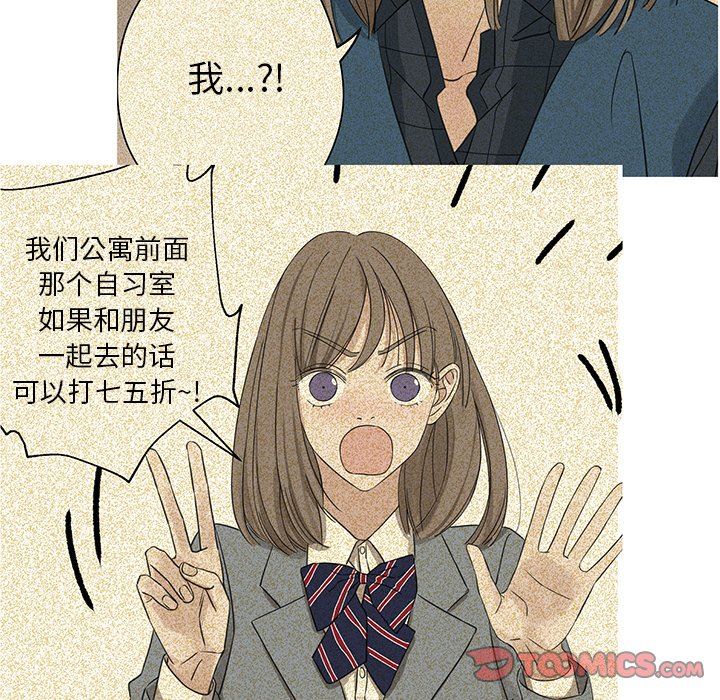 我...?!
我们公寓前面
那个自习室
如果和朋友
一起去的话
可以打七五折~!
TOOMICS.COM